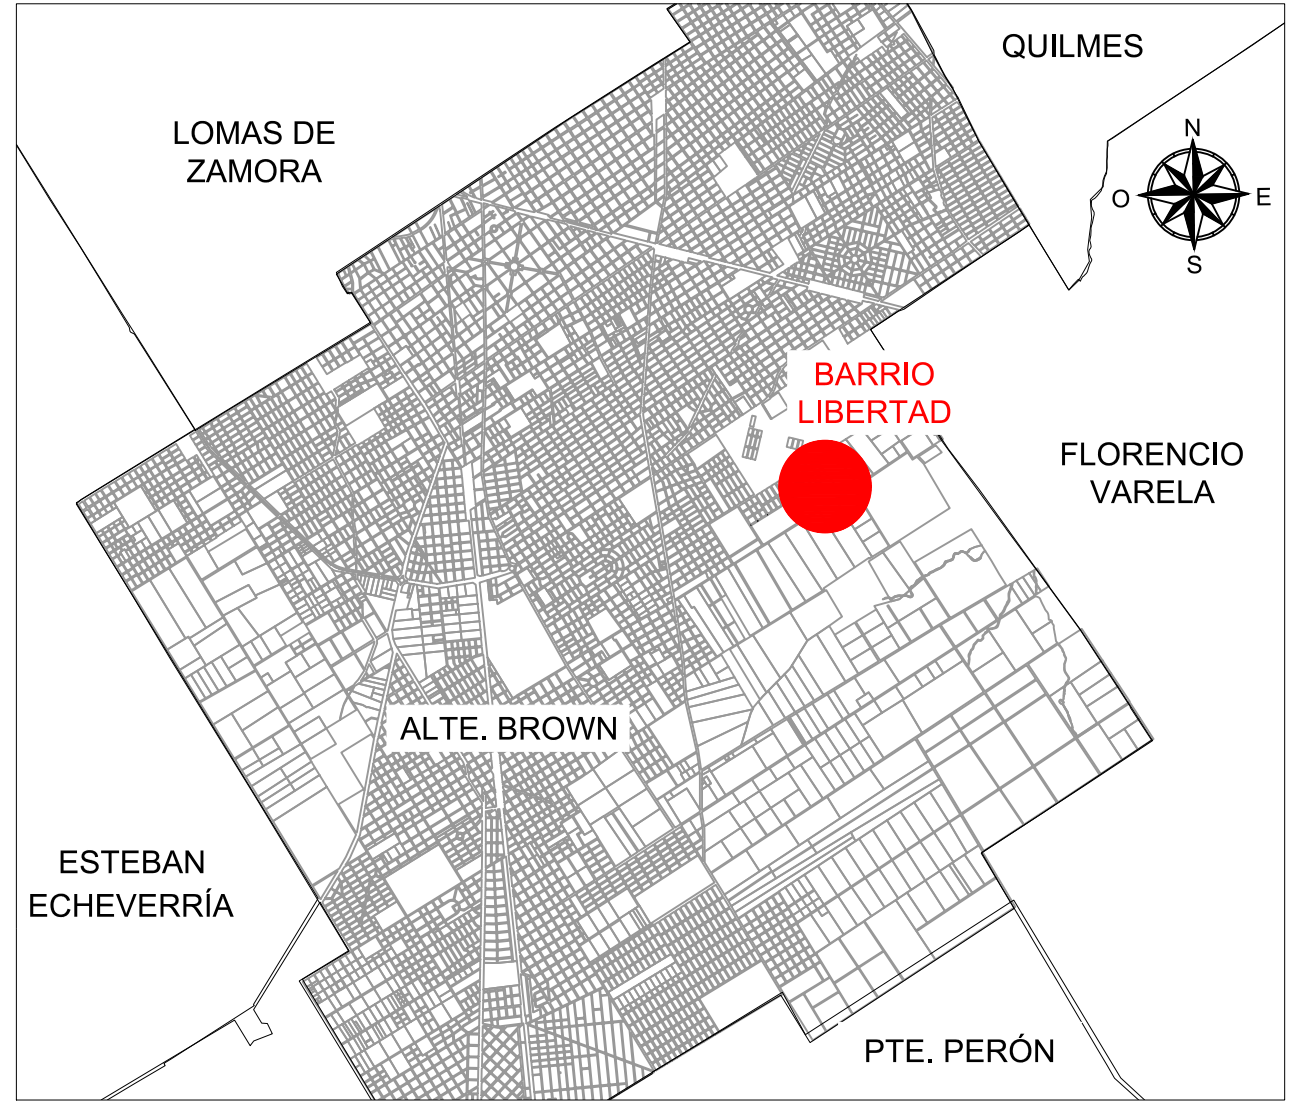 QUILMES
LOMAS DE
ZAMORA
N
O
E
S
BARRIO
LIBERTAD
FLORENCIO
VARELA
ALTE. BROWN
ESTEBAN
ECHEVERRÍA
PTE. PERÓN